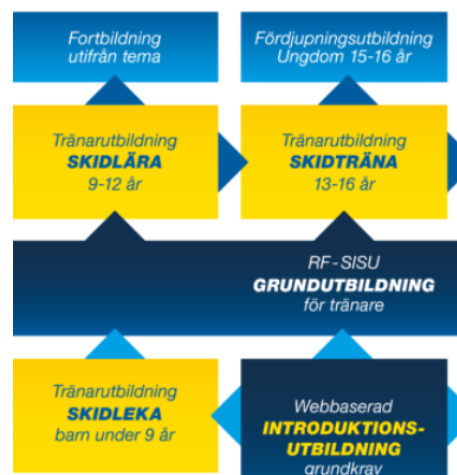 Fortbildning
utifrån tema
Fördjupningsutbildning
Ungdom 15-16 år
Tränarutbildning
SKIDLÄRA
9-12 år
Tränarutbildning
SKIDTRÄNA
13-16 år
RF-SISU
GRUNDUTBILDNING
för tränare
Tränarutbildning
SKIDLEKA
barn under 9 år
Webbaserad
INTRODUKTIONS-
UTBILDNING
grundkrav